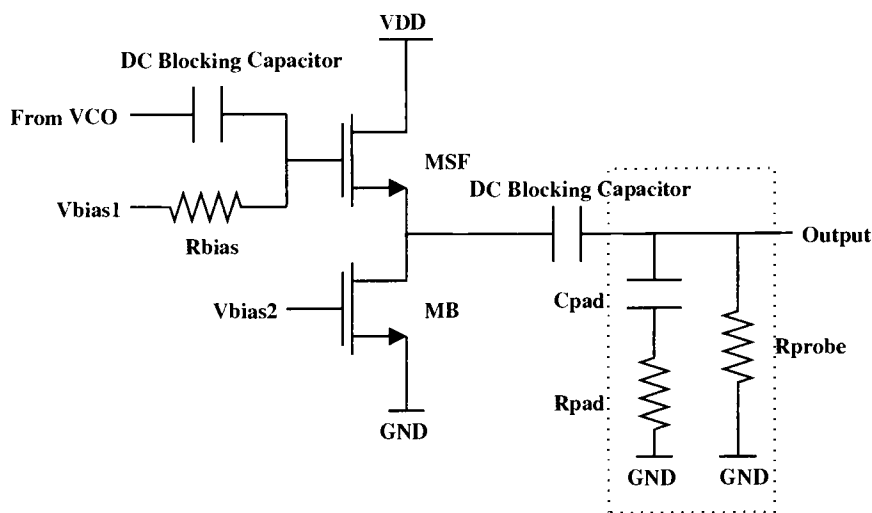 VDD
DC Blocking Capacitor
From VCO
MSF
DC Blocking Capacitor
Vbias1
Rbias
Output
Vbias2
MB
Cpad
Rprobe
Rpad
GND
GND
GND